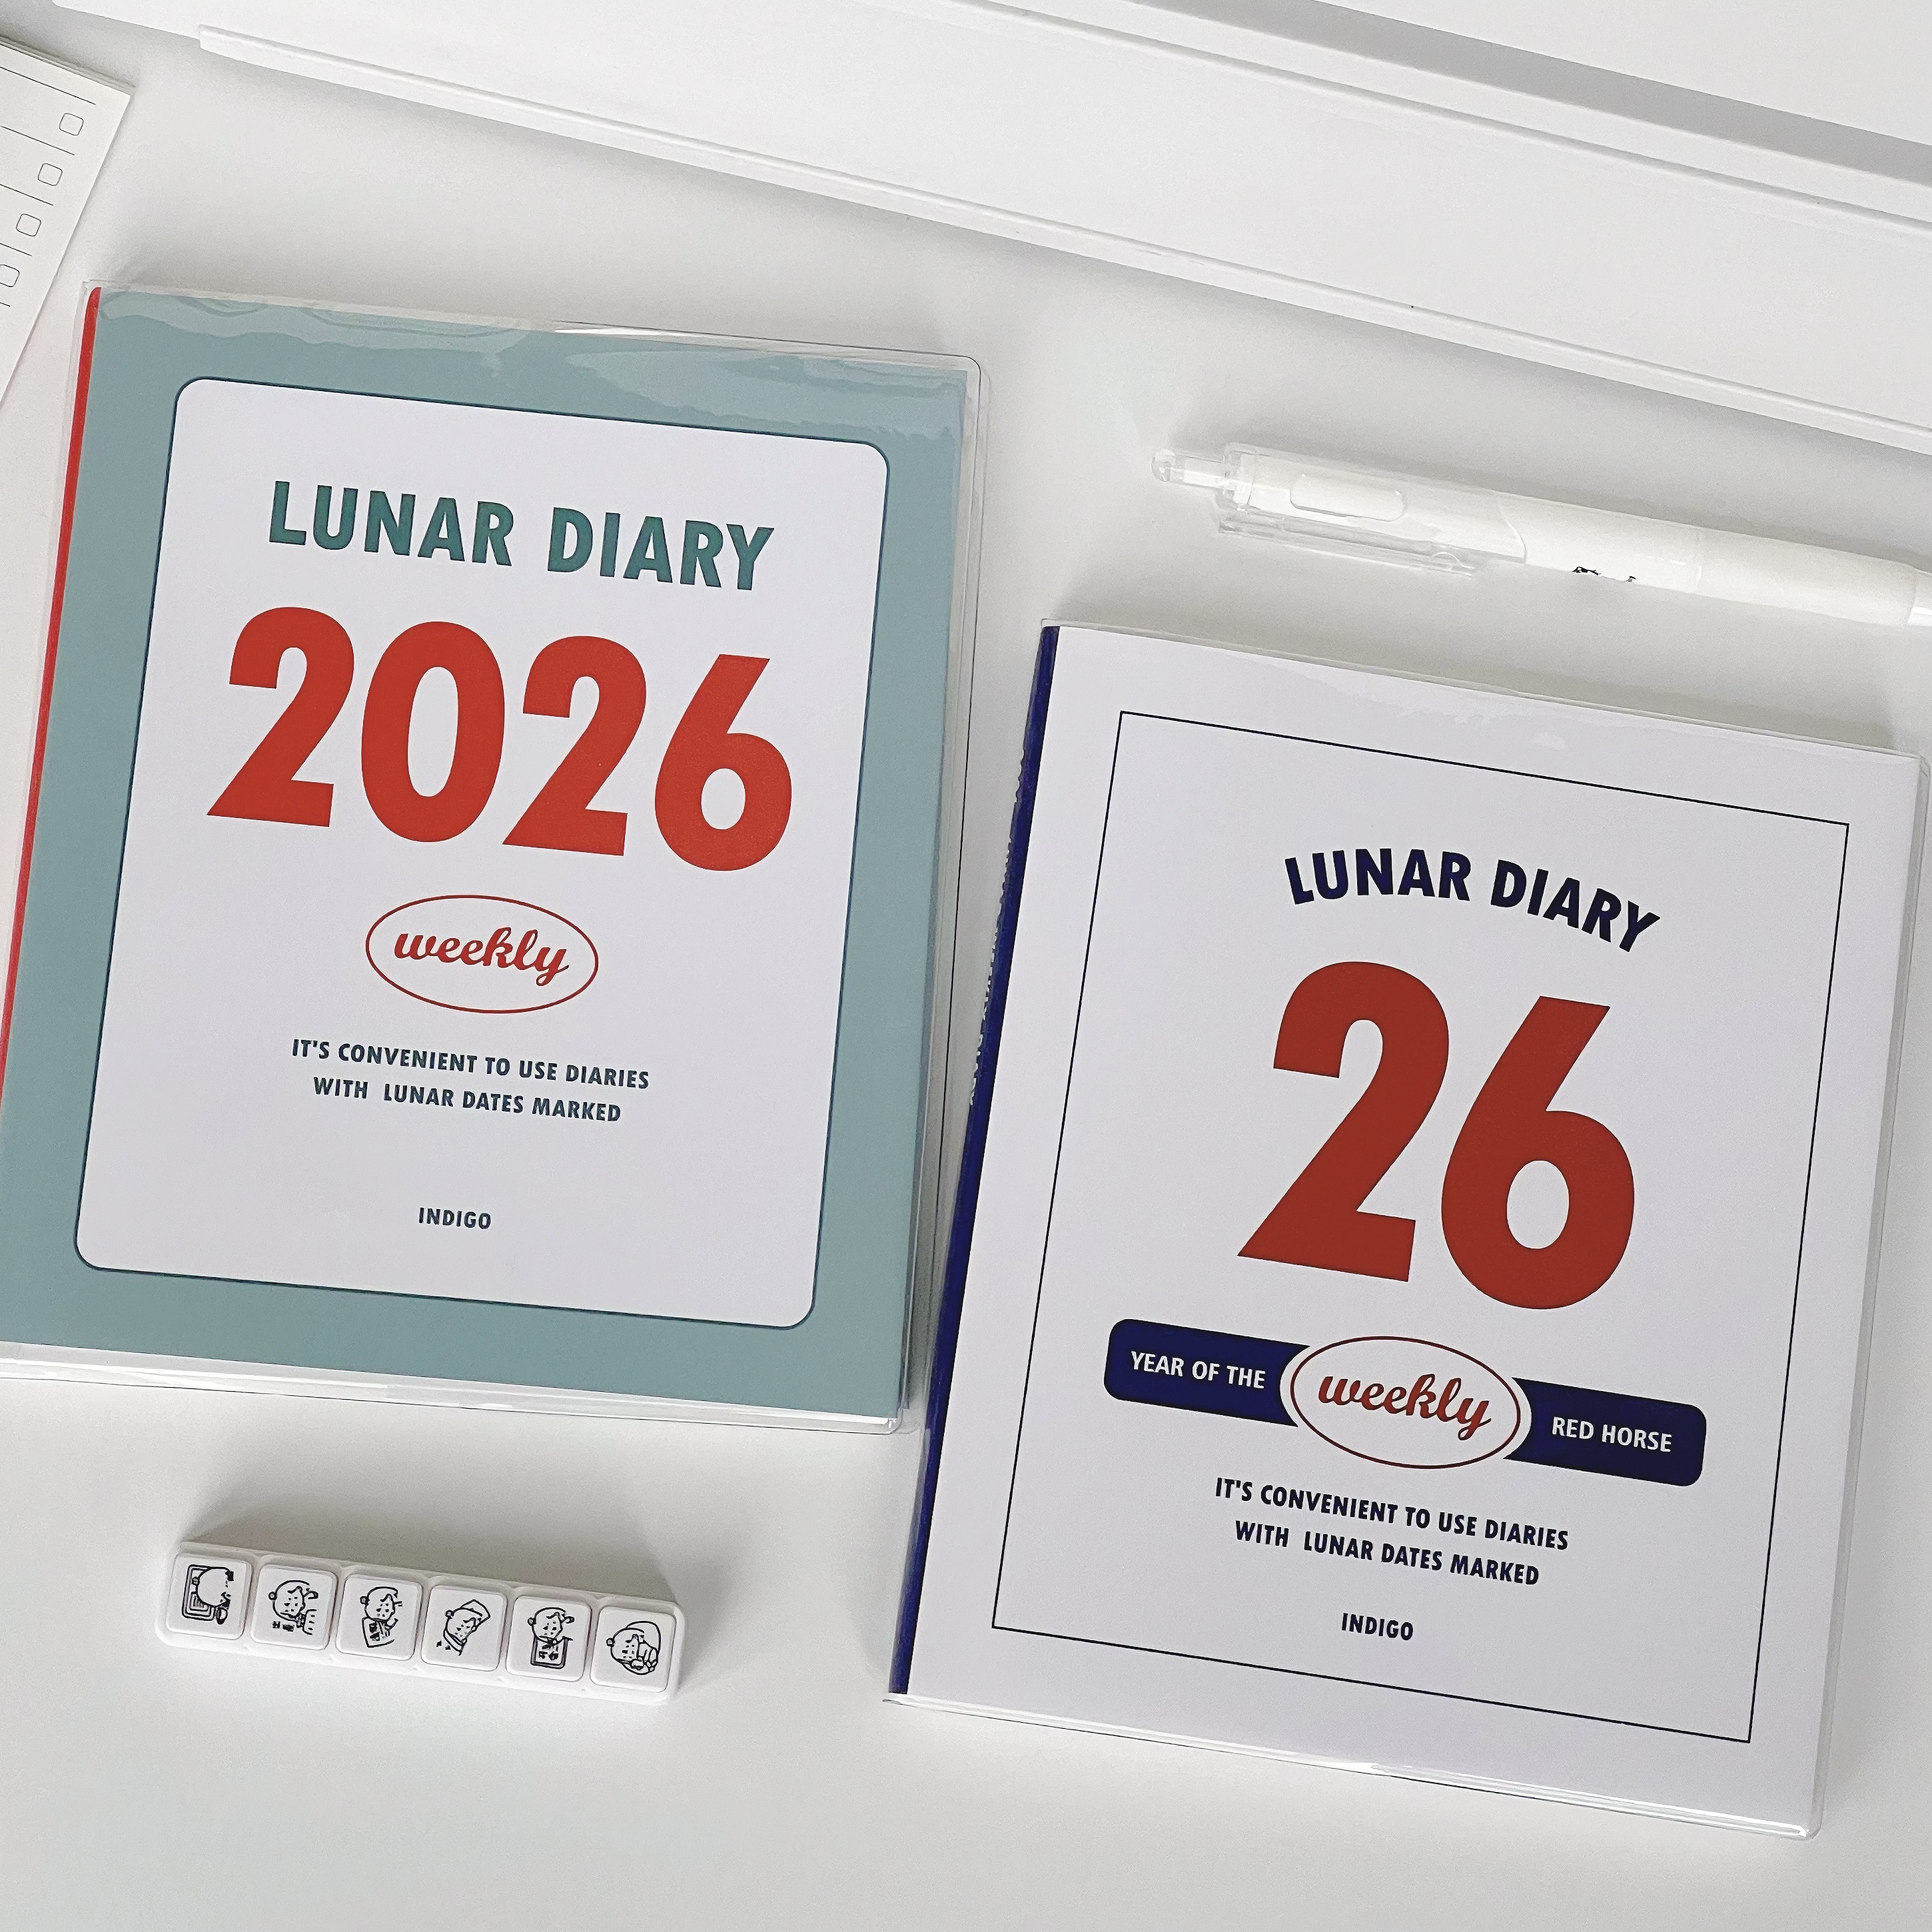 LUNAR DIARY
2026
weekly
IT'S CONVENIENT TO USE DIARIES
WITH LUNAR DATES MARKED
INDIGO
LUNAR DIARY
26
YEAR OF THE weekly RED HORSE
IT'S CONVENIENT TO USE DIARIES
WITH LUNAR DATES MARKED
INDIGO